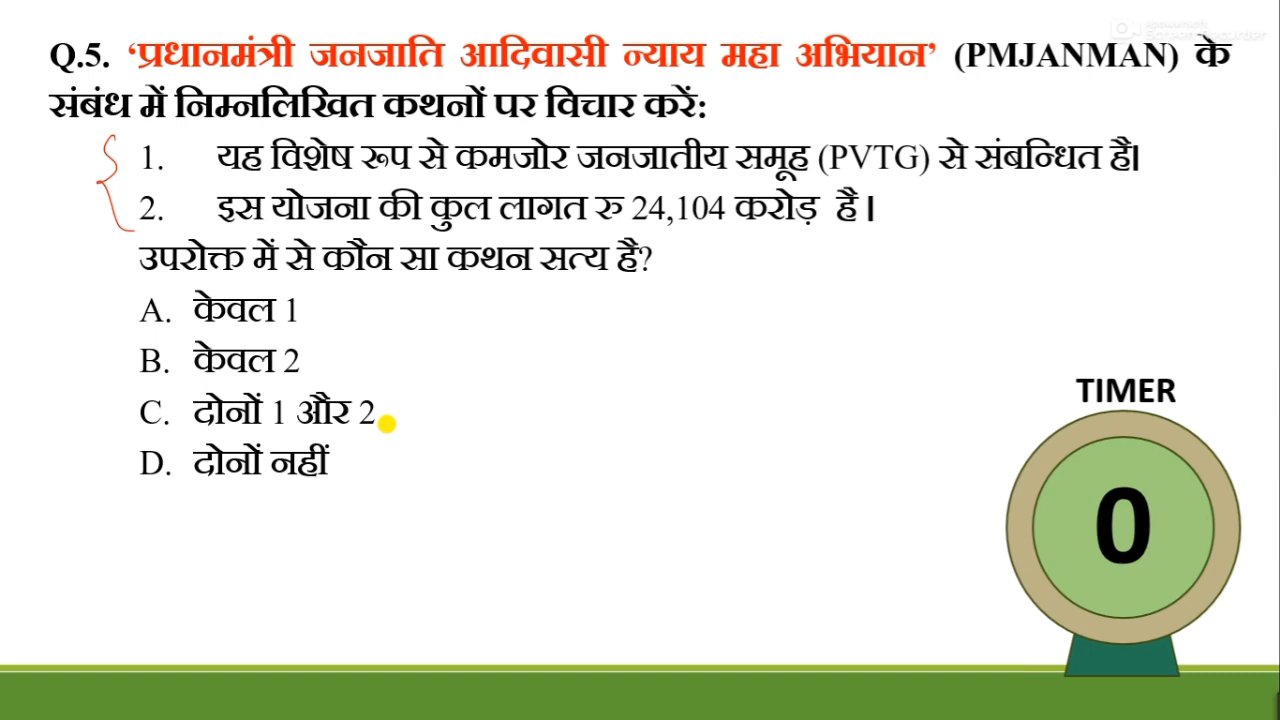 Q.5. ‘प्रधानमंत्री जनजाति आदिवासी न्याय महा अभियान’ (PMJANMAN) के
संबंध में निम्नलिखित कथनों पर विचार करें:
1. यह विशेष रूप से कमजोर जनजातीय समूह (PVTG) से संबन्धित है।
2. इस योजना की कुल लागत रु 24,104 करोड़ है ।
उपरोक्त में से कौन सा कथन सत्य है?
A. केवल 1
B. केवल 2
C. दोनों 1 और 2
D. दोनों नहीं
TIMER
0